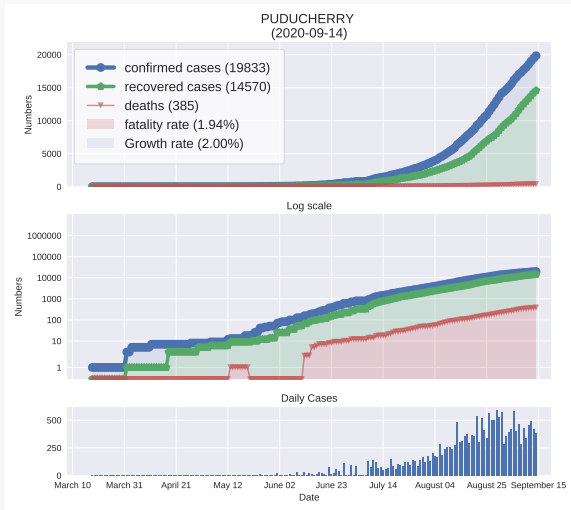 PUDUCHERRY
(2020-09-14)
20000
15000
10000
5000
0
Numbers
confirmed cases (19833)
recovered cases (14570)
deaths (385)
fatality rate (1.94%)
Growth rate (2.00%)
Log scale
1000000
100000
10000
1000
100
10
1
Numbers
Daily Cases
500
250
0
March 10 March 31 April 21 May 12 June 02 June 23 July 14 August 04 August 25 September 15
Date